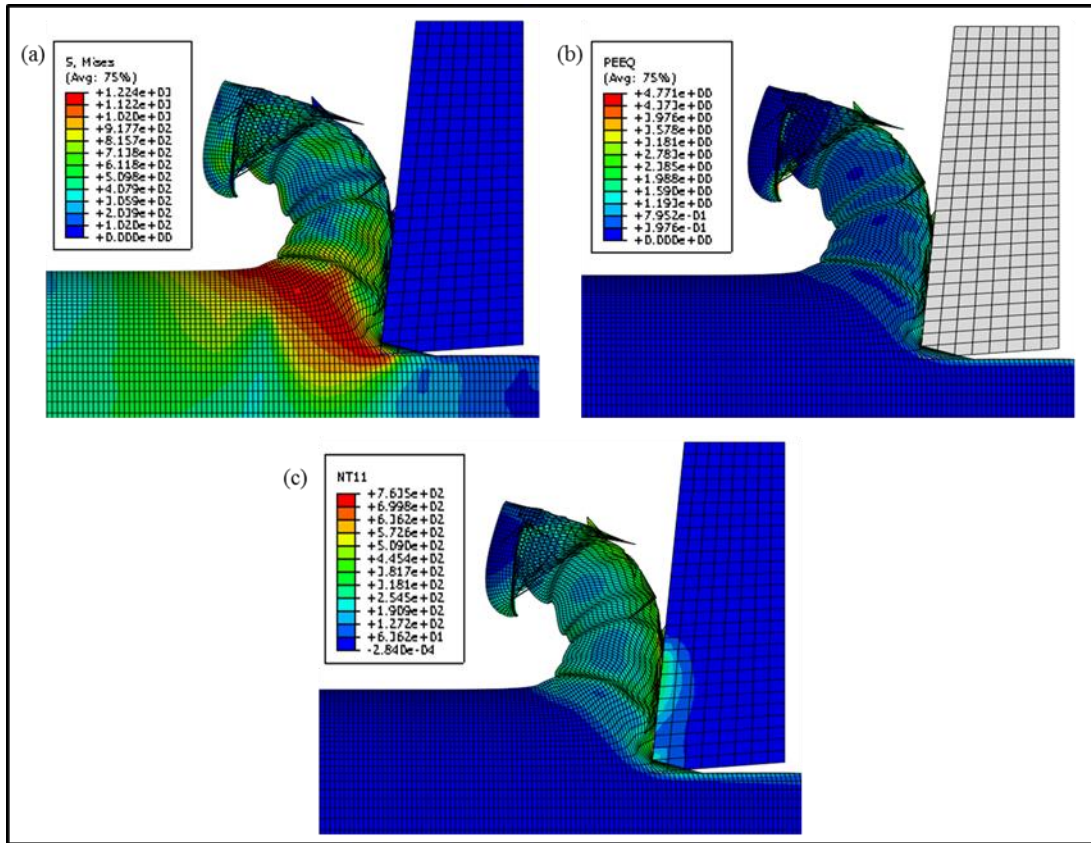 (a)
S, Mises
(Avg: 75%)
+1.224e+03
+1.122e+03
+1.020e+03
+9.177e+02
+8.157e+02
+7.138e+02
+6.118e+02
+5.098e+02
+4.079e+02
+3.059e+02
+2.039e+02
+1.020e+02
+0.000e+00
(b)
PEEQ
(Avg: 75%)
+4.771e+00
+4.373e+00
+3.976e+00
+3.578e+00
+3.181e+00
+2.783e+00
+2.385e+00
+1.988e+00
+1.590e+00
+1.193e+00
+7.952e-01
+3.976e-01
+0.000e+00
(c)
NT11
+7.635e+02
+6.998e+02
+6.362e+02
+5.726e+02
+5.090e+02
+4.454e+02
+3.817e+02
+3.181e+02
+2.545e+02
+1.909e+02
+1.272e+02
+6.362e+01
-2.840e-04